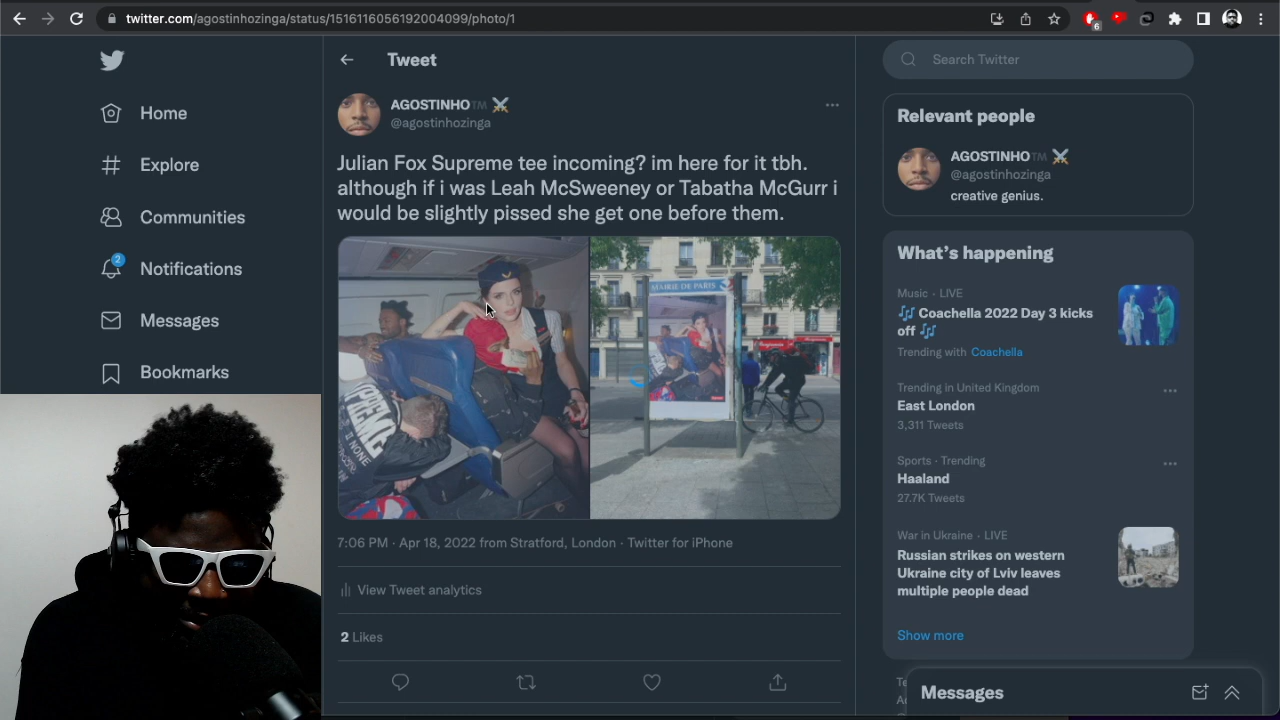 twitter.com/agostinhozinga/status/1516116056192004099/photo/1
6
Home
Explore
Communities
2
Notifications
Messages
Bookmarks
Tweet
AGOSTINHO™
@agostinhozinga
Julian Fox Supreme tee incoming? im here for it tbh.
although if i was Leah McSweeney or Tabatha McGurr i
would be slightly pissed she get one before them.
SUPREME
MAIRIE DE PARIS
7:06 PM · Apr 18, 2022 from Stratford, London · Twitter for iPhone
View Tweet analytics
2 Likes
Search Twitter
Relevant people
AGOSTINHO™
@agostinhozinga
creative genius.
What's happening
Music · LIVE
🎶 Coachella 2022 Day 3 kicks
off 🎶
Trending with Coachella
Trending in United Kingdom
East London
3,311 Tweets
Sports · Trending
Haaland
27.7K Tweets
War in Ukraine · LIVE
Russian strikes on western
Ukraine city of Lviv leaves
multiple people dead
Show more
Messages